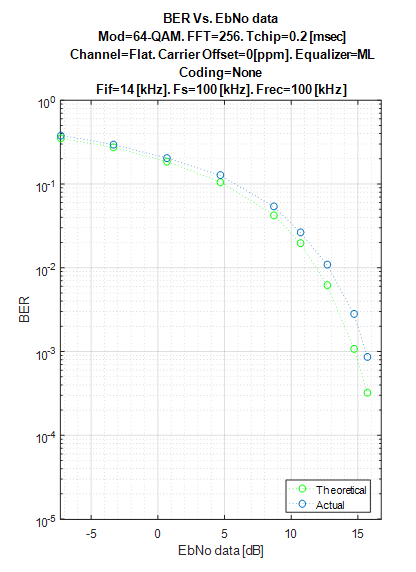 BER Vs. EbNo data
Mod=64-QAM. FFT=256. Tchip=0.2 [msec]
Channel=Flat. Carrier Offset=0[ppm]. Equalizer=ML
Coding=None
Fif=14 [kHz]. Fs=100 [kHz]. Frec=100 [kHz]
10^0
10^-1
10^-2
10^-3
10^-4
10^-5
BER
Theoretical
Actual
-5 0 5 10 15
EbNo data [dB]